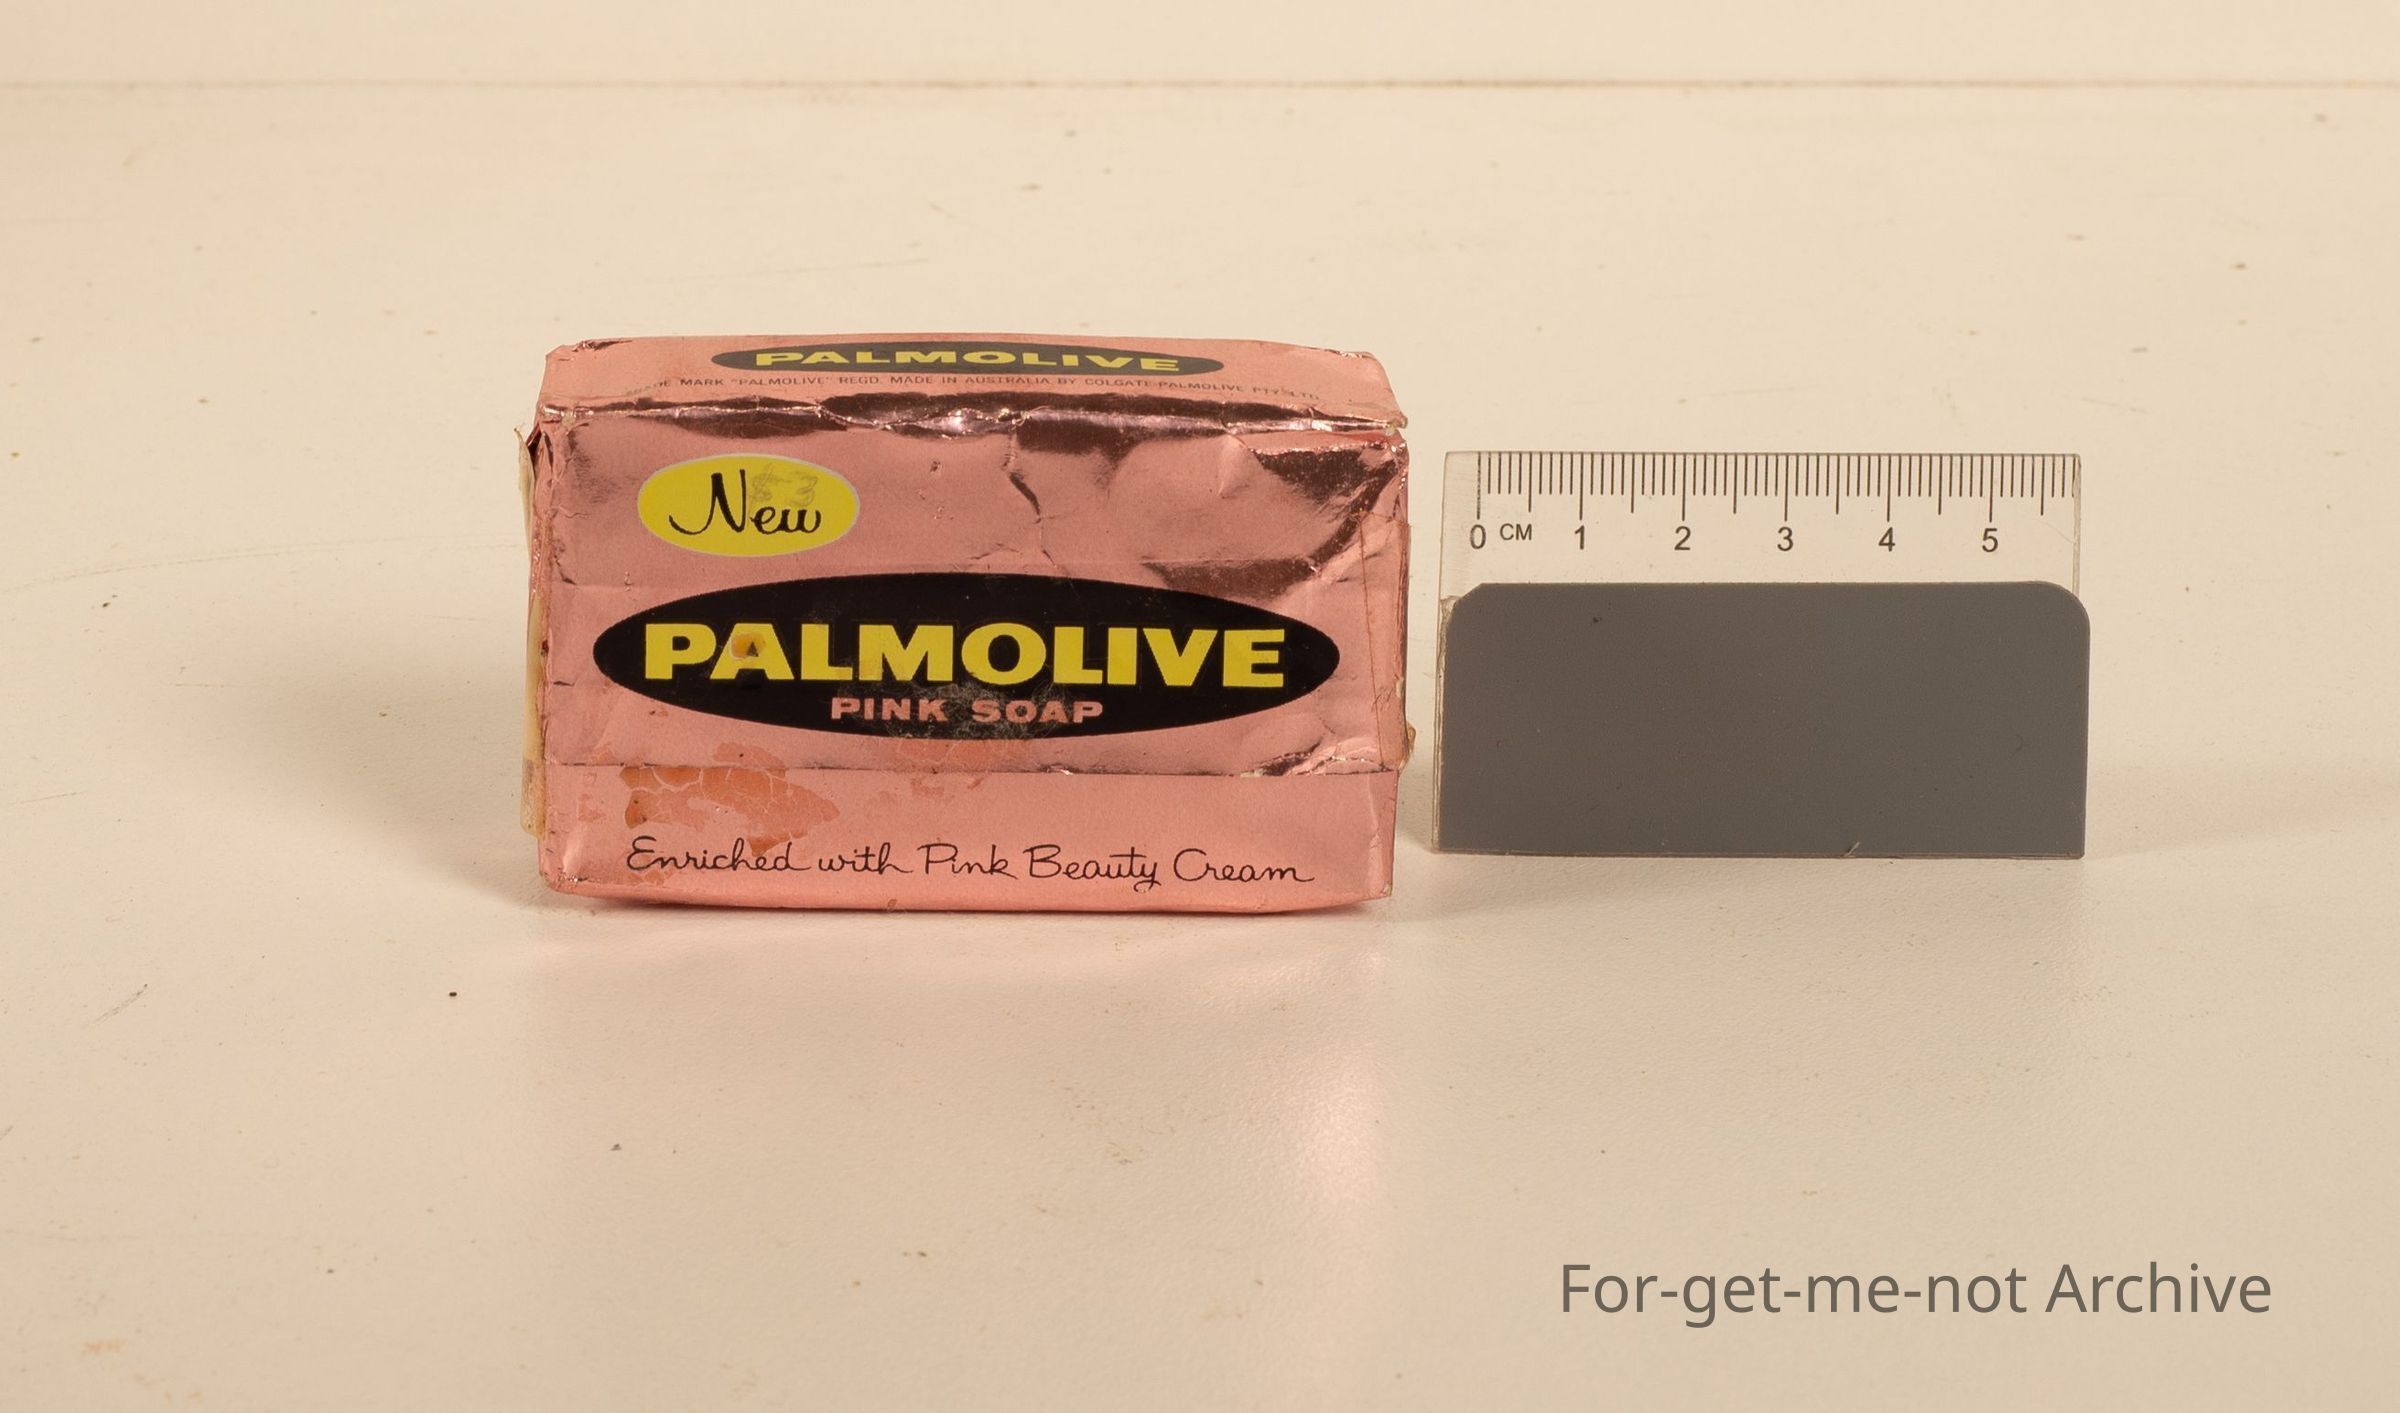 PALMOLIVE
TRADE MARK "PALMOLIVE" REGD. MADE IN AUSTRALIA BY COLGATE-PALMOLIVE PTY. LTD.
New
PALMOLIVE
PINK SOAP
Enriched with Pink Beauty Cream
0 CM 1 2 3 4 5
For-get-me-not Archive